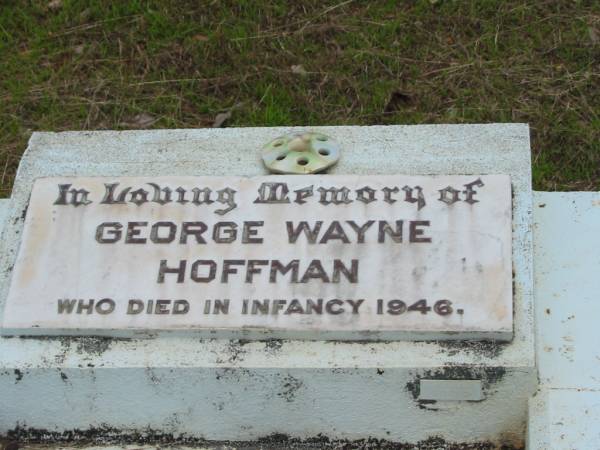 In Loving Memory of
GEORGE WAYNE
HOFFMAN
WHO DIED IN INFANCY 1946.